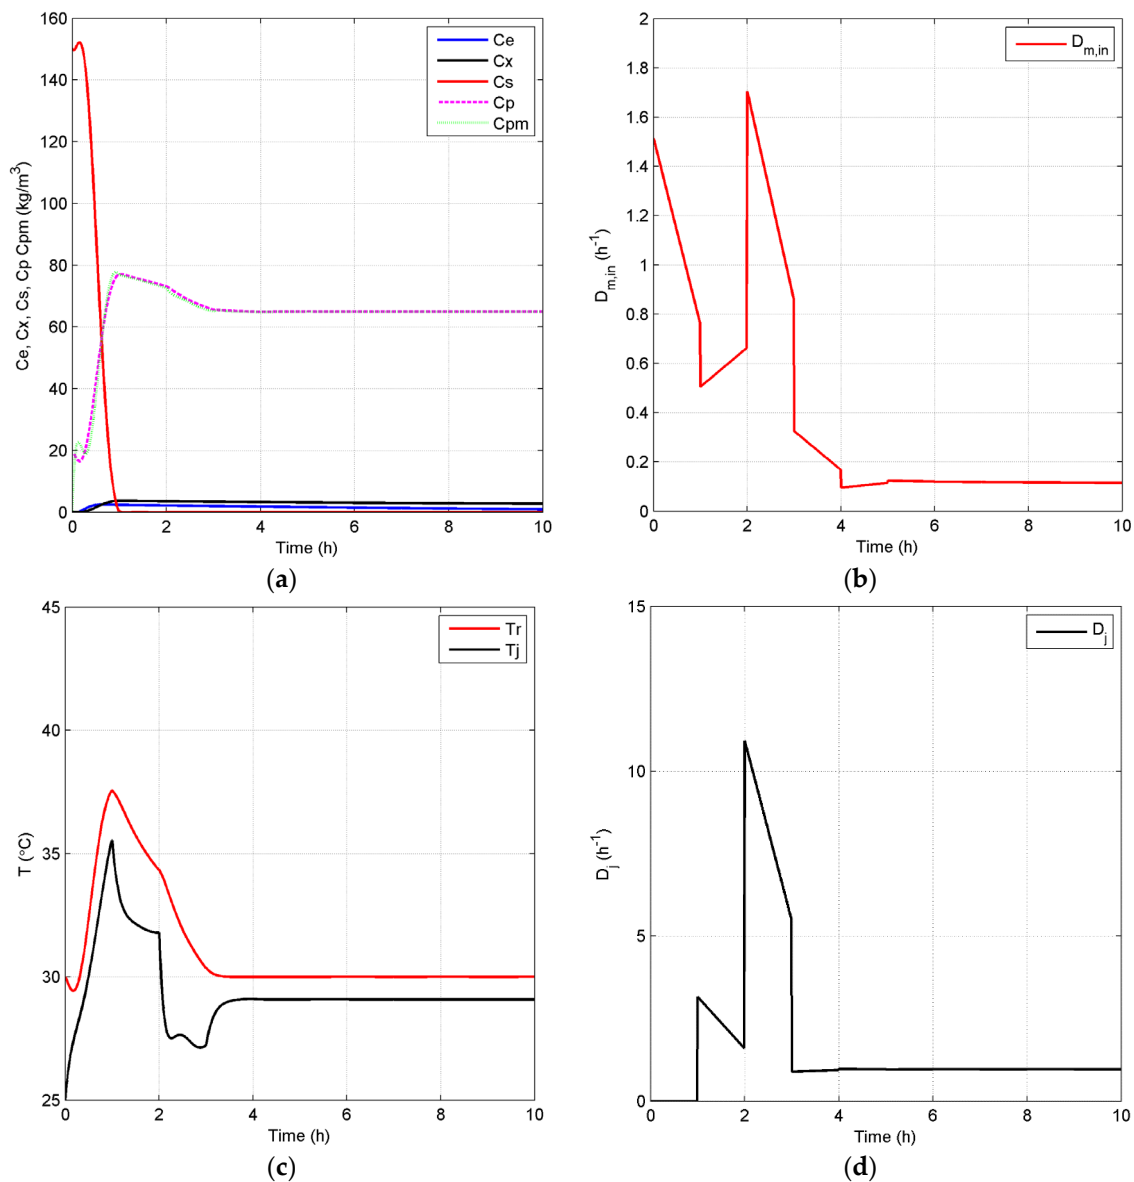 160
140
120
100
80
60
40
20
0
Ce, Cx, Cs, Cp Cpm (kg/m³)
Ce
Cx
Cs
Cp
Cpm
0 2 4 6 8 10
Time (h)
(a)
2
1.8
1.6
1.4
1.2
1
0.8
0.6
0.4
0.2
0
D_m,in (h⁻¹)
D_m,in
0 2 4 6 8 10
Time (h)
(b)
45
40
35
30
25
T (°C)
Tr
Tj
0 2 4 6 8 10
Time (h)
(c)
15
10
5
0
D_j (h⁻¹)
D_j
0 2 4 6 8 10
Time (h)
(d)